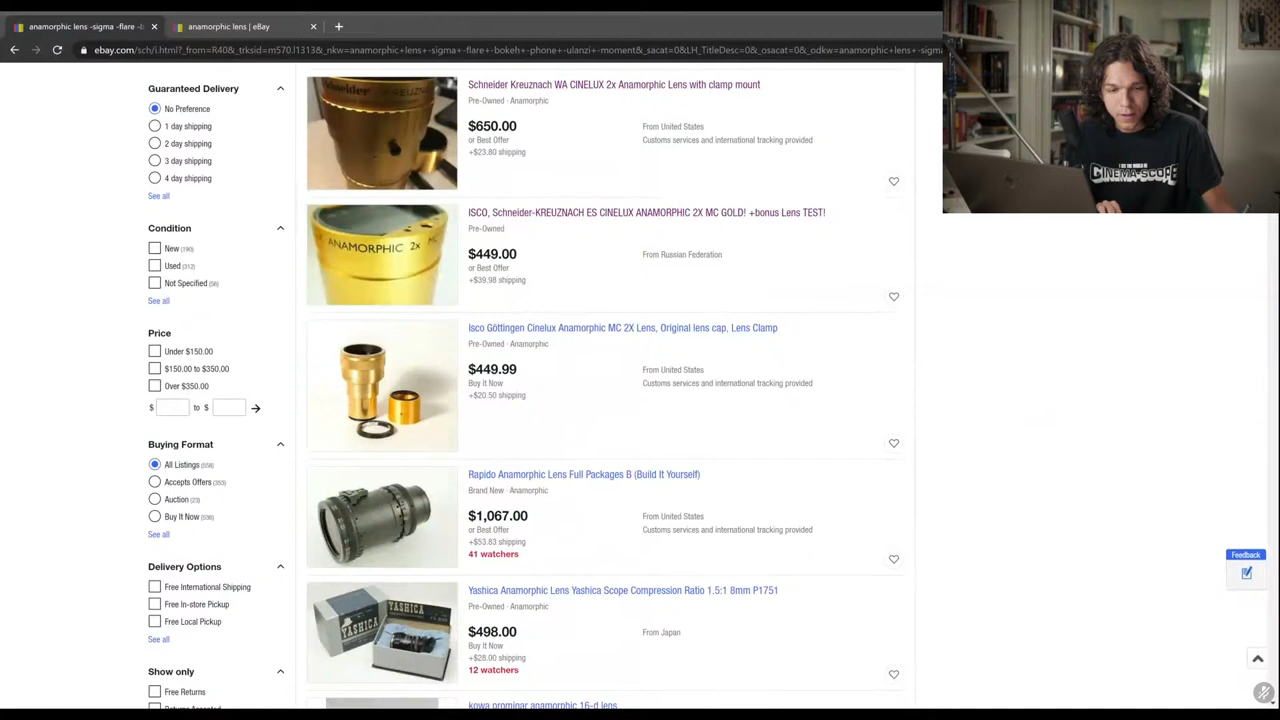 anamorphic lens -sigma -flare -b
anamorphic lens | eBay
ebay.com/sch/i.html?_from=R40&_trksid=m570.l1313&_nkw=anamorphic+lens+-sigma+-flare+-bokeh+-phone+-ulanzi+-moment&_sacat=0&LH_TitleDesc=0&_osacat=0&_odkw=anamorphic+lens+-sigma
Guaranteed Delivery
No Preference
1 day shipping
2 day shipping
3 day shipping
4 day shipping
See all
Condition
New (190)
Used (312)
Not Specified (56)
See all
Price
Under $150.00
$150.00 to $350.00
Over $350.00
$ to $
Buying Format
All Listings (558)
Accepts Offers (353)
Auction (23)
Buy It Now (536)
See all
Delivery Options
Free International Shipping
Free In-store Pickup
Free Local Pickup
See all
Show only
Free Returns
Returns Accepted
Schneider Kreuznach WA CINELUX 2x Anamorphic Lens with clamp mount
Pre-Owned · Anamorphic
$650.00
From United States
or Best Offer
Customs services and international tracking provided
+$23.80 shipping
ANAMORPHIC 2x MC
ISCO, Schneider-KREUZNACH ES CINELUX ANAMORPHIC 2X MC GOLD! +bonus Lens TEST!
Pre-Owned
$449.00
From Russian Federation
or Best Offer
+$39.98 shipping
Isco Göttingen Cinelux Anamorphic MC 2X Lens, Original lens cap, Lens Clamp
Pre-Owned · Anamorphic
$449.99
From United States
Buy It Now
Customs services and international tracking provided
+$20.50 shipping
Rapido Anamorphic Lens Full Packages B (Build It Yourself)
Brand New · Anamorphic
$1,067.00
From United States
or Best Offer
Customs services and international tracking provided
+$53.83 shipping
41 watchers
YASHICA
YASHICA
Yashica Anamorphic Lens Yashica Scope Compression Ratio 1.5:1 8mm P1751
Pre-Owned · Anamorphic
$498.00
From Japan
Buy It Now
+$28.00 shipping
12 watchers
kowa prominar anamorphic 16-d lens
CINEMASCOPE
Feedback